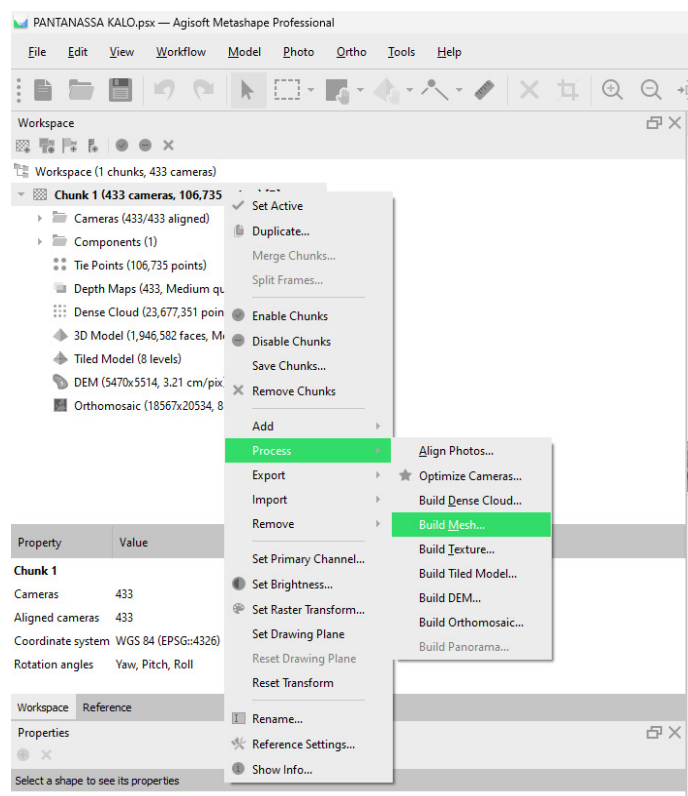 PANTANASSA KALO.psx — Agisoft Metashape Professional
File Edit View Workflow Model Photo Ortho Tools Help
Workspace
Workspace (1 chunks, 433 cameras)
Chunk 1 (433 cameras, 106,735
Cameras (433/433 aligned)
Components (1)
Tie Points (106,735 points)
Depth Maps (433, Medium qu
Dense Cloud (23,677,351 poin
3D Model (1,946,582 faces, M
Tiled Model (8 levels)
DEM (5470x5514, 3.21 cm/pix
Orthomosaic (18567x20534, 8
Set Active
Duplicate...
Merge Chunks...
Split Frames...
Enable Chunks
Disable Chunks
Save Chunks...
Remove Chunks
Add
Process
Export
Import
Remove
Set Primary Channel...
Set Brightness...
Set Raster Transform...
Set Drawing Plane
Reset Drawing Plane
Reset Transform
Rename...
Reference Settings...
Show Info...
Align Photos...
Optimize Cameras...
Build Dense Cloud...
Build Mesh...
Build Texture...
Build Tiled Model...
Build DEM...
Build Orthomosaic...
Build Panorama...
Property Value
Chunk 1
Cameras 433
Aligned cameras 433
Coordinate system WGS 84 (EPSG::4326)
Rotation angles Yaw, Pitch, Roll
Workspace Reference
Properties
Select a shape to see its properties